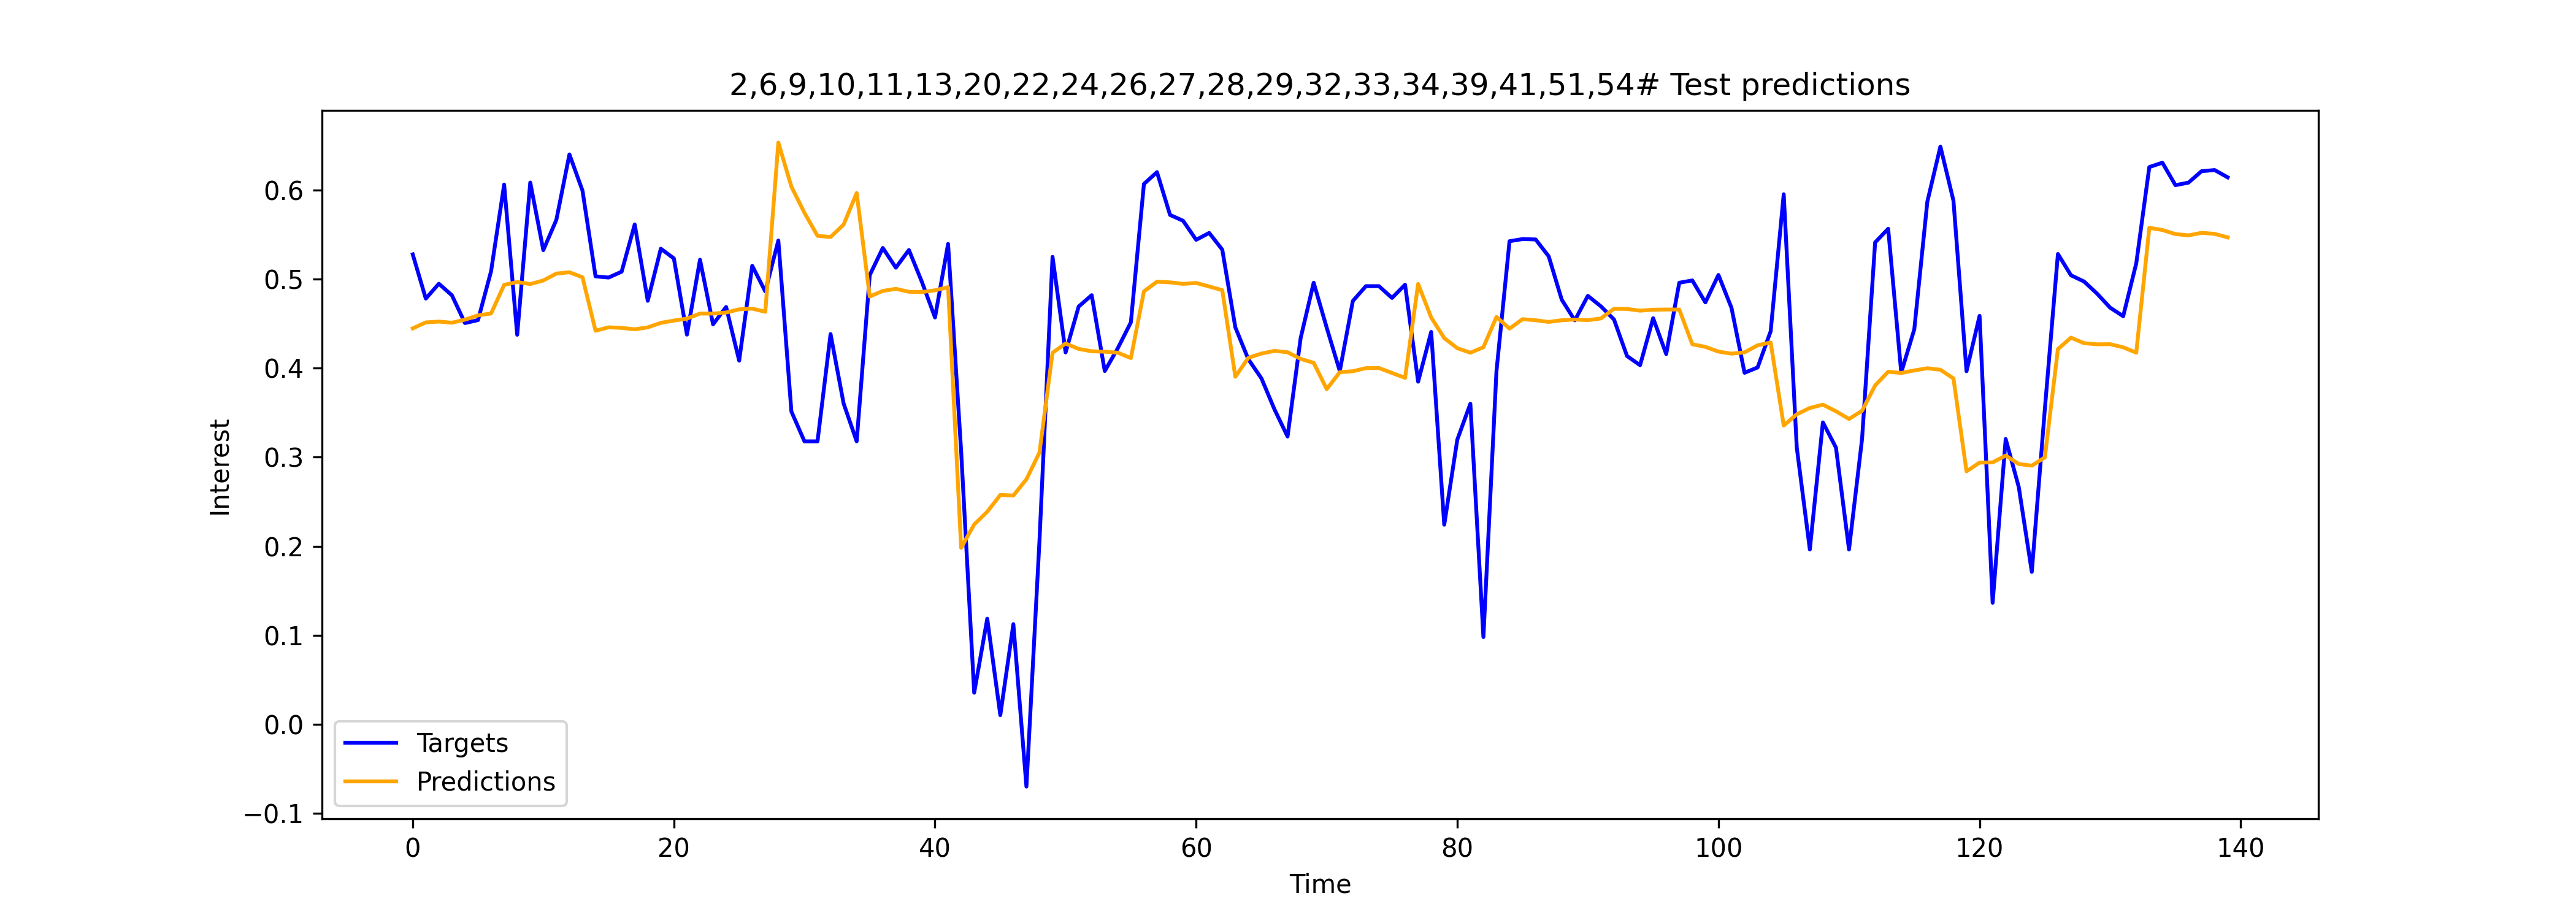 2,6,9,10,11,13,20,22,24,26,27,28,29,32,33,34,39,41,51,54# Test predictions
0.6
0.5
0.4
0.3
0.2
0.1
0.0
−0.1
Interest
Targets
Predictions
0 20 40 60 80 100 120 140
Time